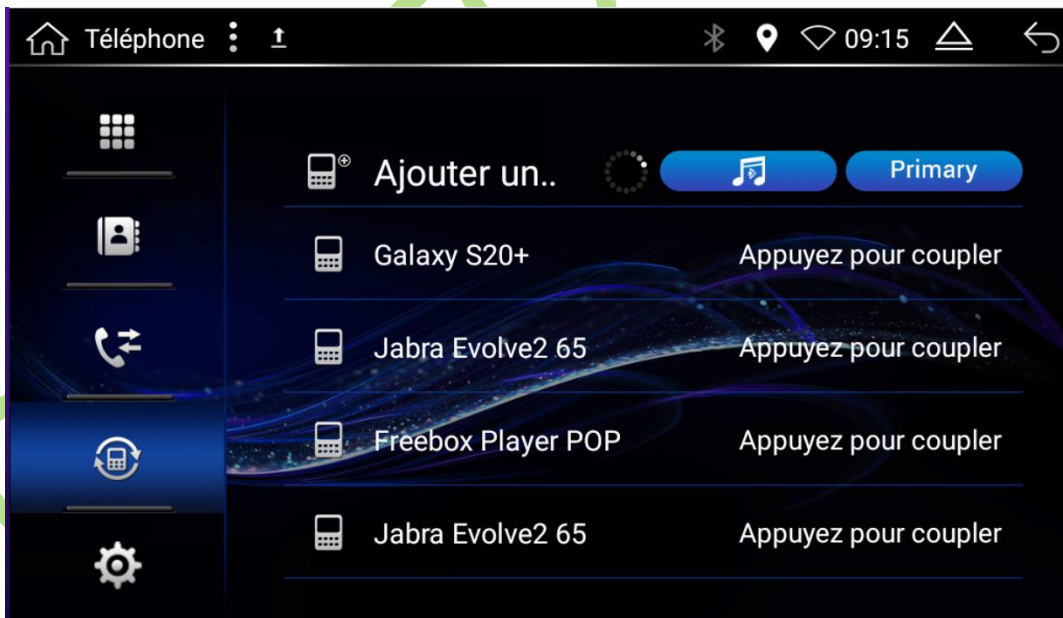 Téléphone 09:15
Ajouter un.. Primary
Galaxy S20+ Appuyez pour coupler
Jabra Evolve2 65 Appuyez pour coupler
Freebox Player POP Appuyez pour coupler
Jabra Evolve2 65 Appuyez pour coupler